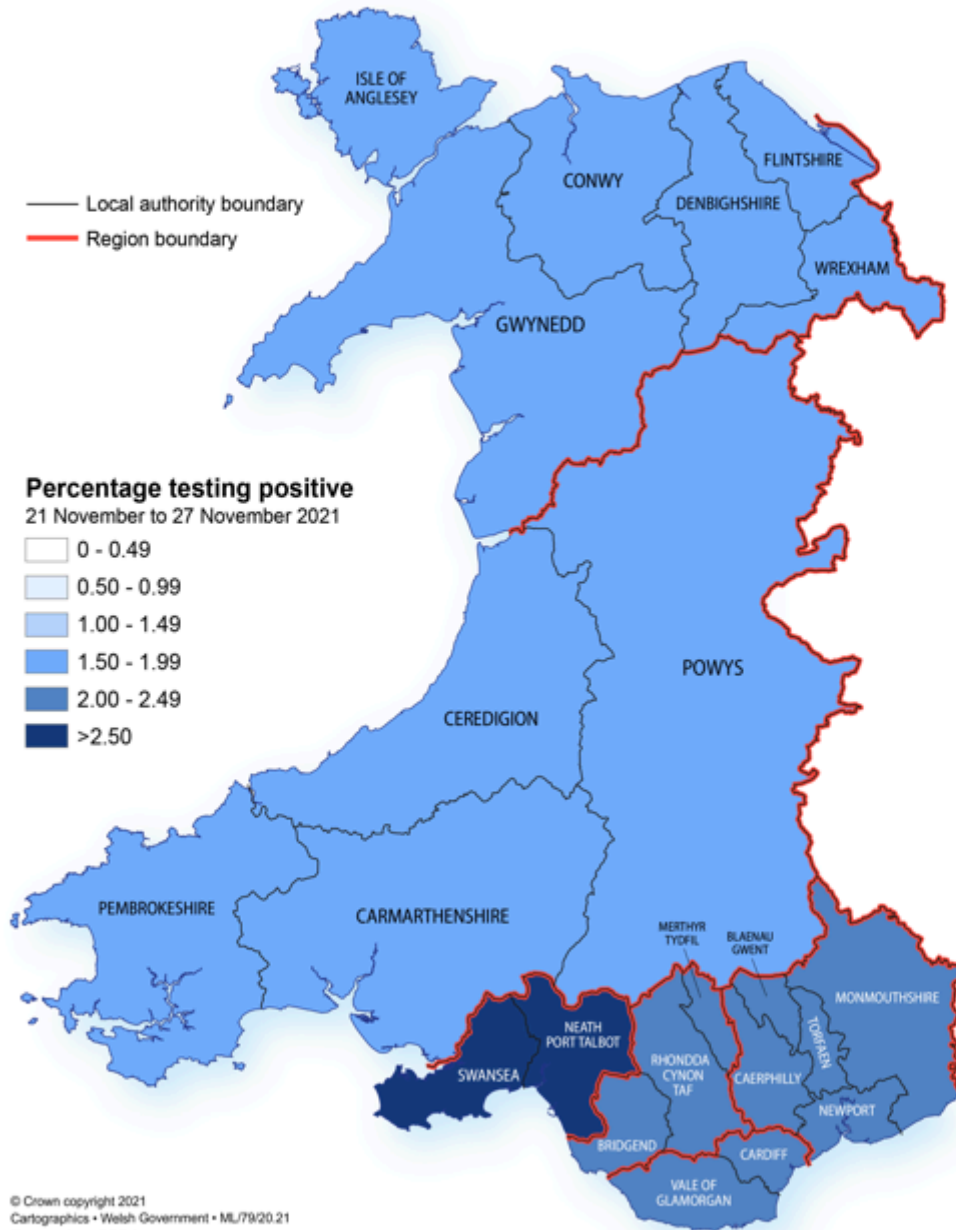 ISLE OF
ANGLESEY
Local authority boundary
Region boundary
CONWY
DENBIGHSHIRE
FLINTSHIRE
WREXHAM
GWYNEDD
Percentage testing positive
21 November to 27 November 2021
0 - 0.49
0.50 - 0.99
1.00 - 1.49
1.50 - 1.99
2.00 - 2.49
>2.50
POWYS
CEREDIGION
PEMBROKESHIRE
CARMARTHENSHIRE
MERTHYR
TYDFIL
BLAENAU
GWENT
MONMOUTHSHIRE
NEATH
PORT TALBOT
SWANSEA
RHONDDA
CYNON
TAF
CAERPHILLY
TORFAEN
NEWPORT
BRIDGEND
CARDIFF
VALE OF
GLAMORGAN
© Crown copyright 2021
Cartographics • Welsh Government • ML/79/20.21